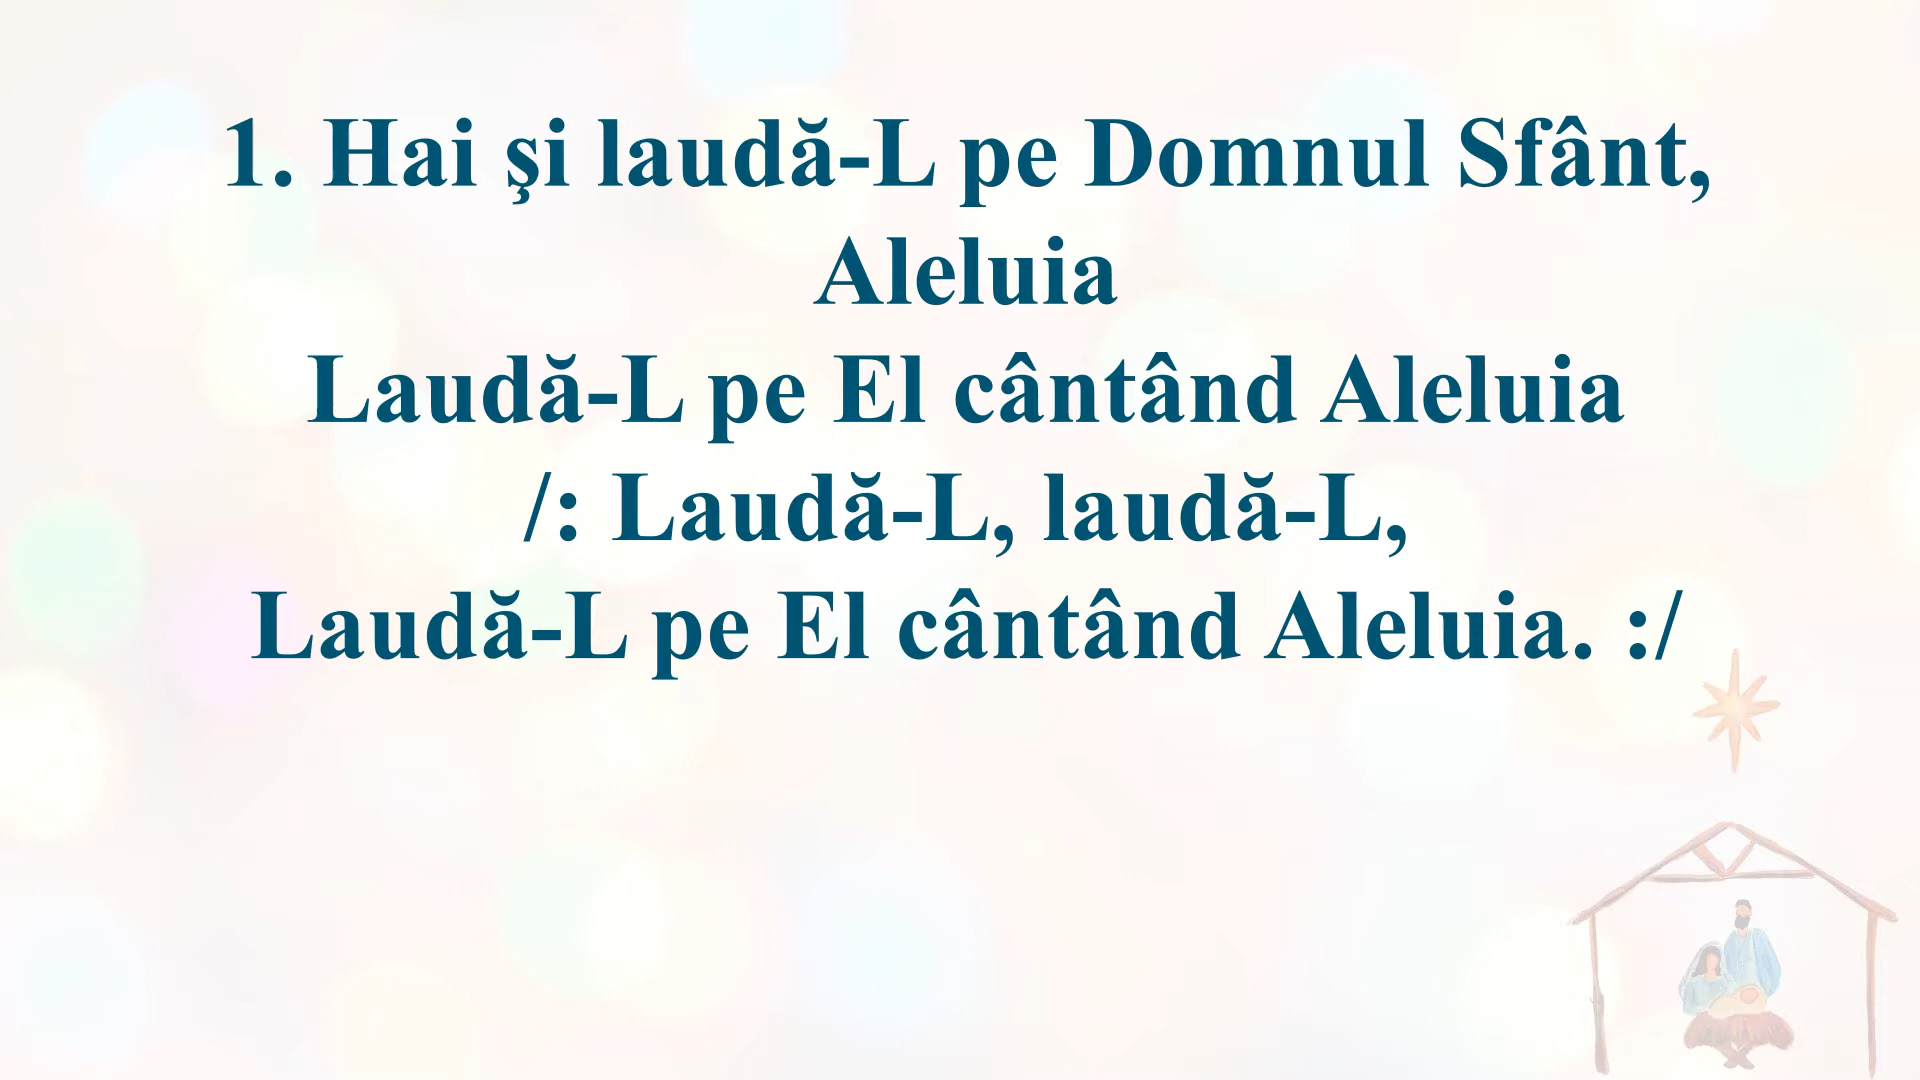 1. Hai şi laudă-L pe Domnul Sfânt,
Aleluia
Laudă-L pe El cântând Aleluia
/: Laudă-L, laudă-L,
Laudă-L pe El cântând Aleluia. :/